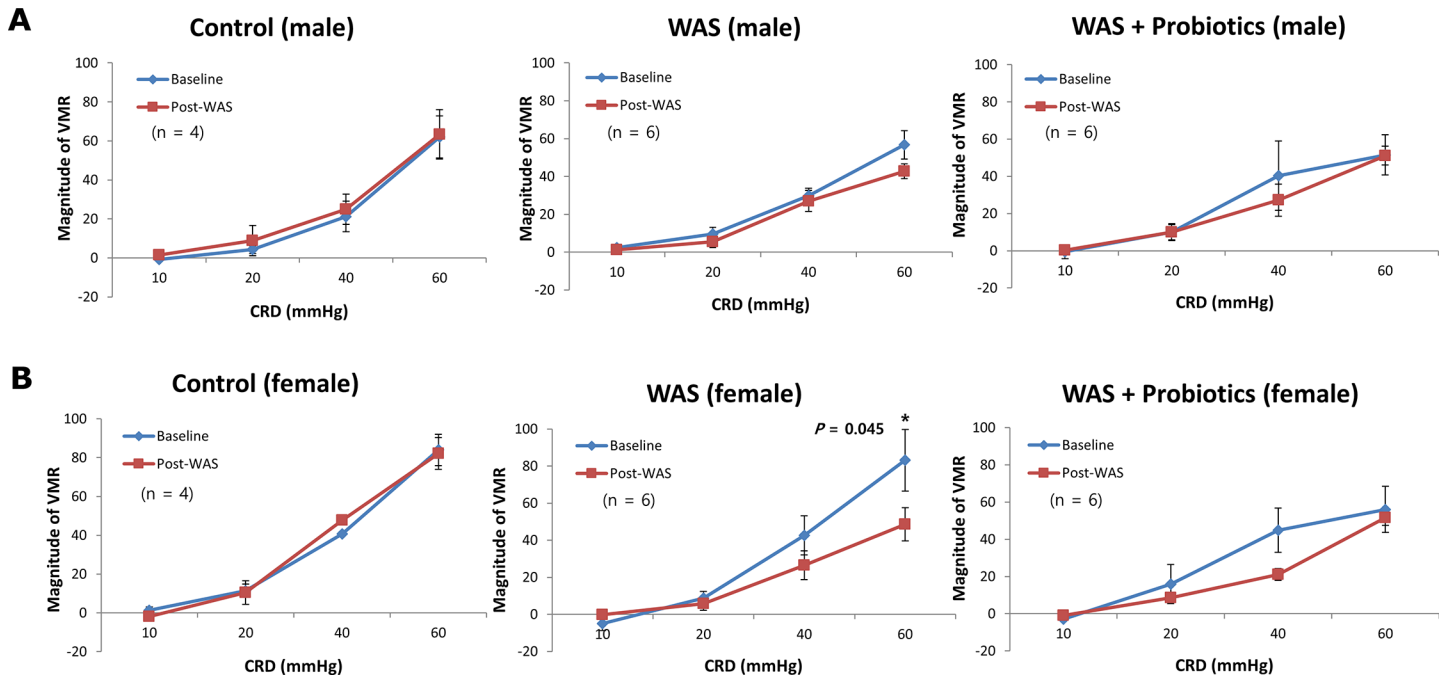 A
Control (male)
100
80
60
40
20
0
-20
Magnitude of VMR
Baseline
Post-WAS
(n = 4)
10 20 40 60
CRD (mmHg)
WAS (male)
100
80
60
40
20
0
-20
Magnitude of VMR
Baseline
Post-WAS
(n = 6)
10 20 40 60
CRD (mmHg)
WAS + Probiotics (male)
100
80
60
40
20
0
-20
Magnitude of VMR
Baseline
Post-WAS
(n = 6)
10 20 40 60
CRD (mmHg)
B
Control (female)
100
80
60
40
20
0
-20
Magnitude of VMR
Baseline
Post-WAS
(n = 4)
10 20 40 60
CRD (mmHg)
WAS (female)
P = 0.045 *
100
80
60
40
20
0
-20
Magnitude of VMR
Baseline
Post-WAS
(n = 6)
10 20 40 60
CRD (mmHg)
WAS + Probiotics (female)
100
80
60
40
20
0
-20
Magnitude of VMR
Baseline
Post-WAS
(n = 6)
10 20 40 60
CRD (mmHg)